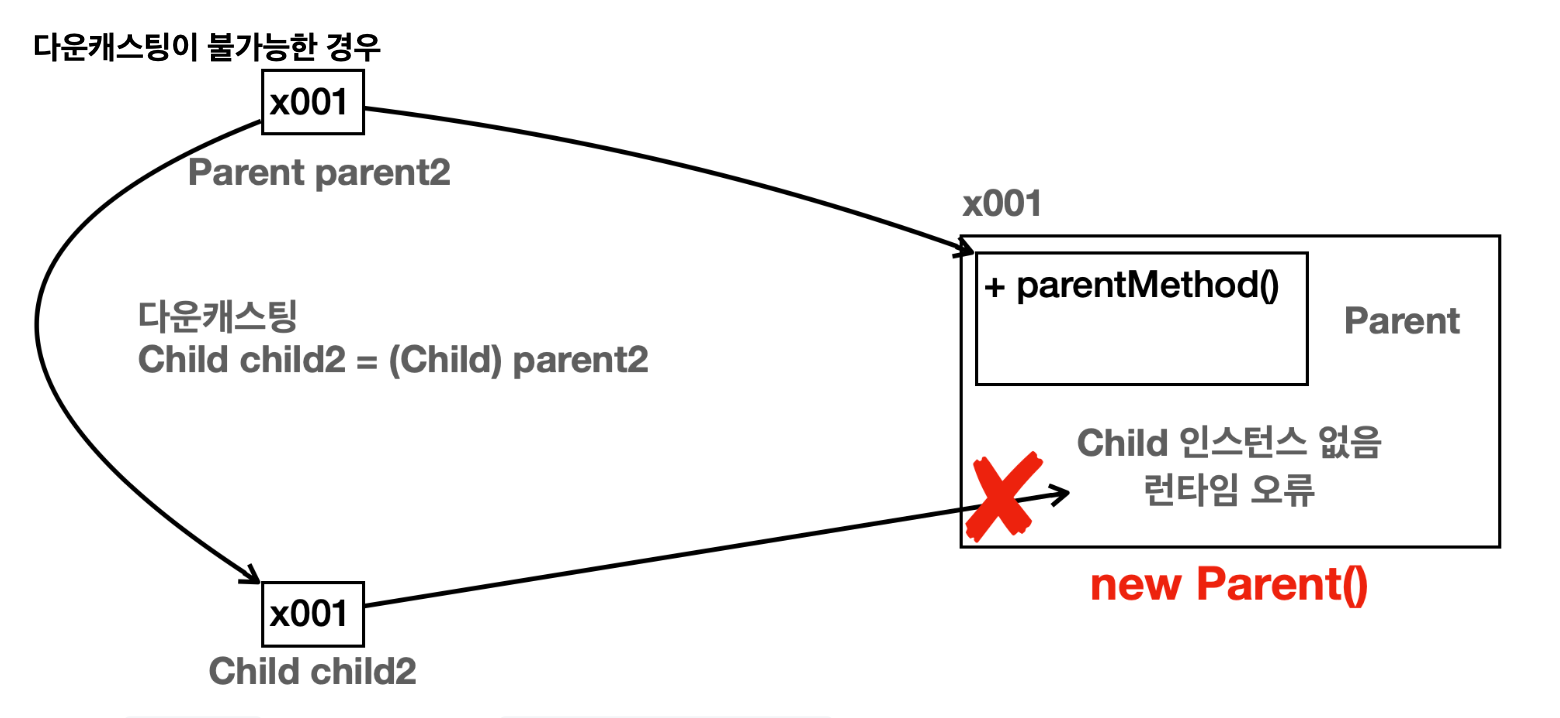 다운캐스팅이 불가능한 경우
x001
Parent parent2
x001
+ parentMethod()
Parent
다운캐스팅
Child child2 = (Child) parent2
Child 인스턴스 없음
런타임 오류
new Parent()
x001
Child child2